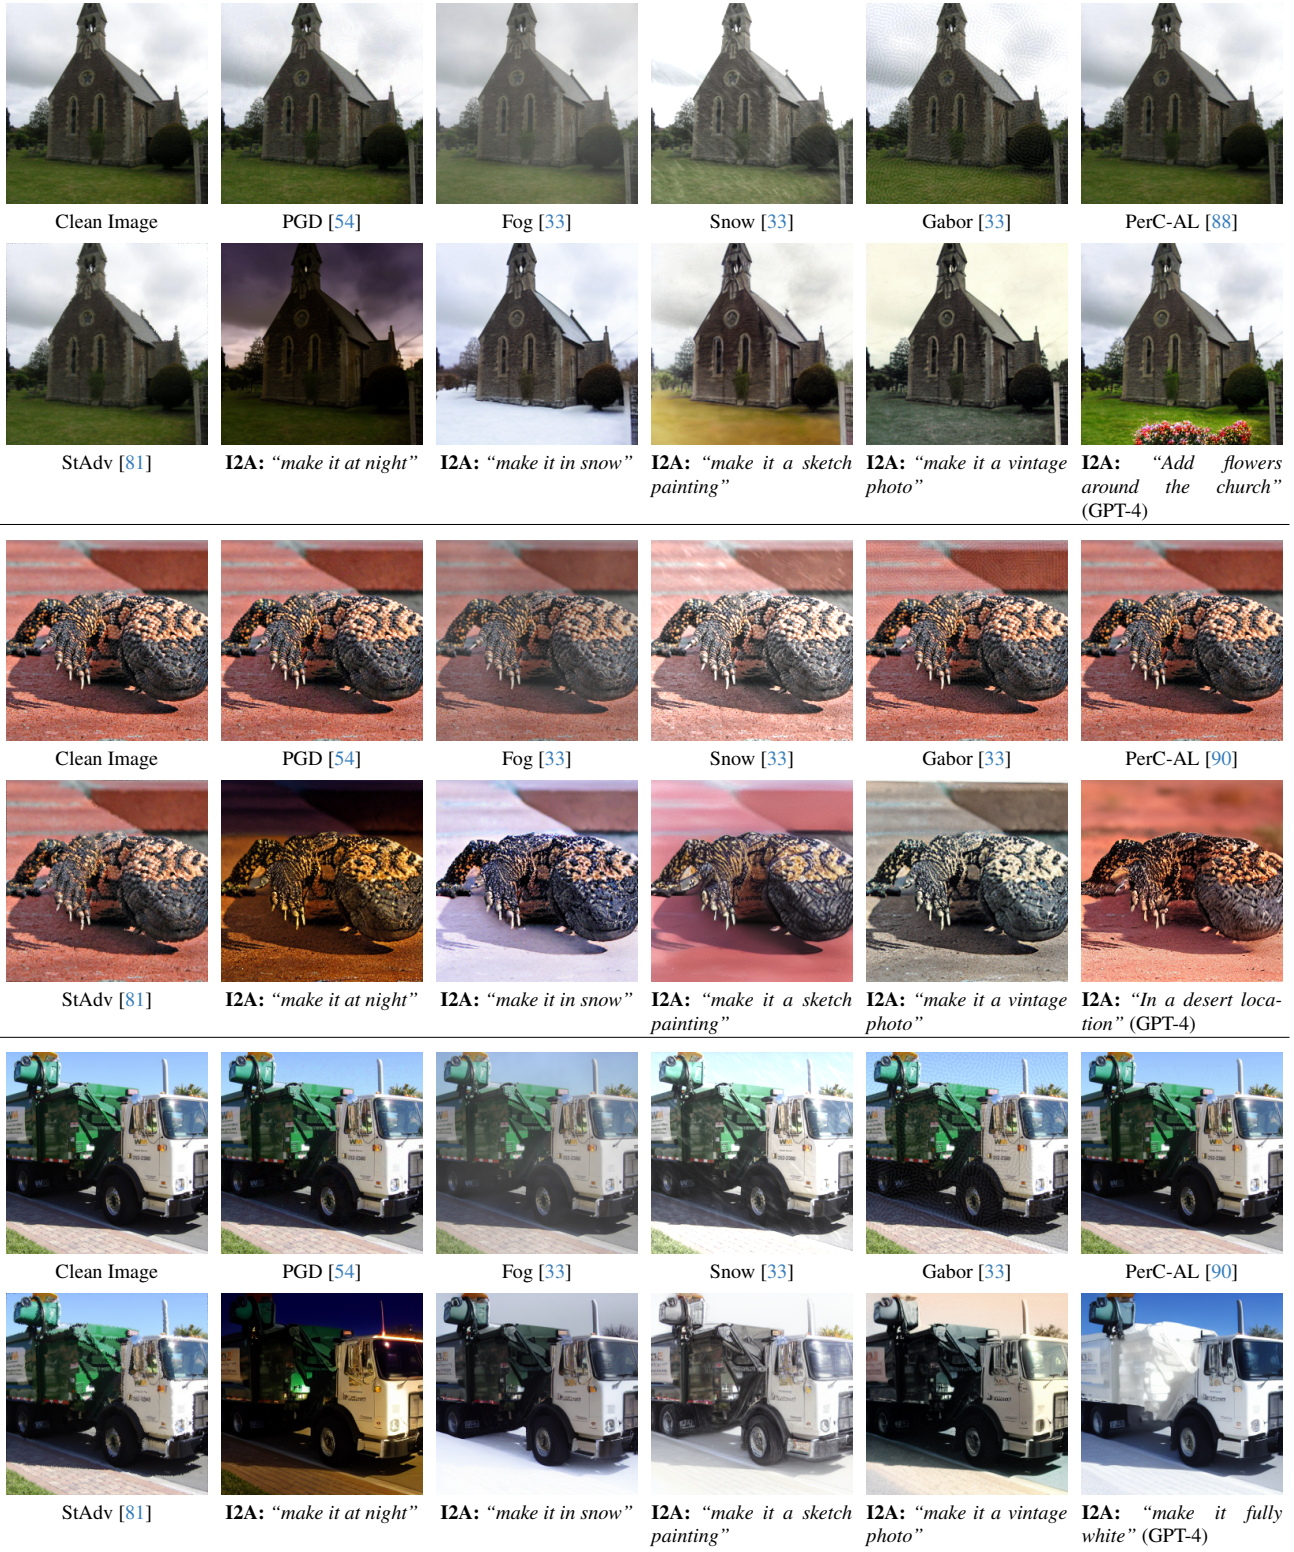 Clean Image
PGD [54]
Fog [33]
Snow [33]
Gabor [33]
PerC-AL [88]
StAdv [81]
I2A: “make it at night”
I2A: “make it in snow”
I2A: “make it a sketch
painting”
I2A: “make it a vintage
photo”
I2A: “Add flowers
around the church”
(GPT-4)
Clean Image
PGD [54]
Fog [33]
Snow [33]
Gabor [33]
PerC-AL [90]
StAdv [81]
I2A: “make it at night”
I2A: “make it in snow”
I2A: “make it a sketch
painting”
I2A: “make it a vintage
photo”
I2A: “In a desert loca-
tion” (GPT-4)
Clean Image
PGD [54]
Fog [33]
Snow [33]
Gabor [33]
PerC-AL [90]
StAdv [81]
I2A: “make it at night”
I2A: “make it in snow”
I2A: “make it a sketch
painting”
I2A: “make it a vintage
photo”
I2A: “make it fully
white” (GPT-4)